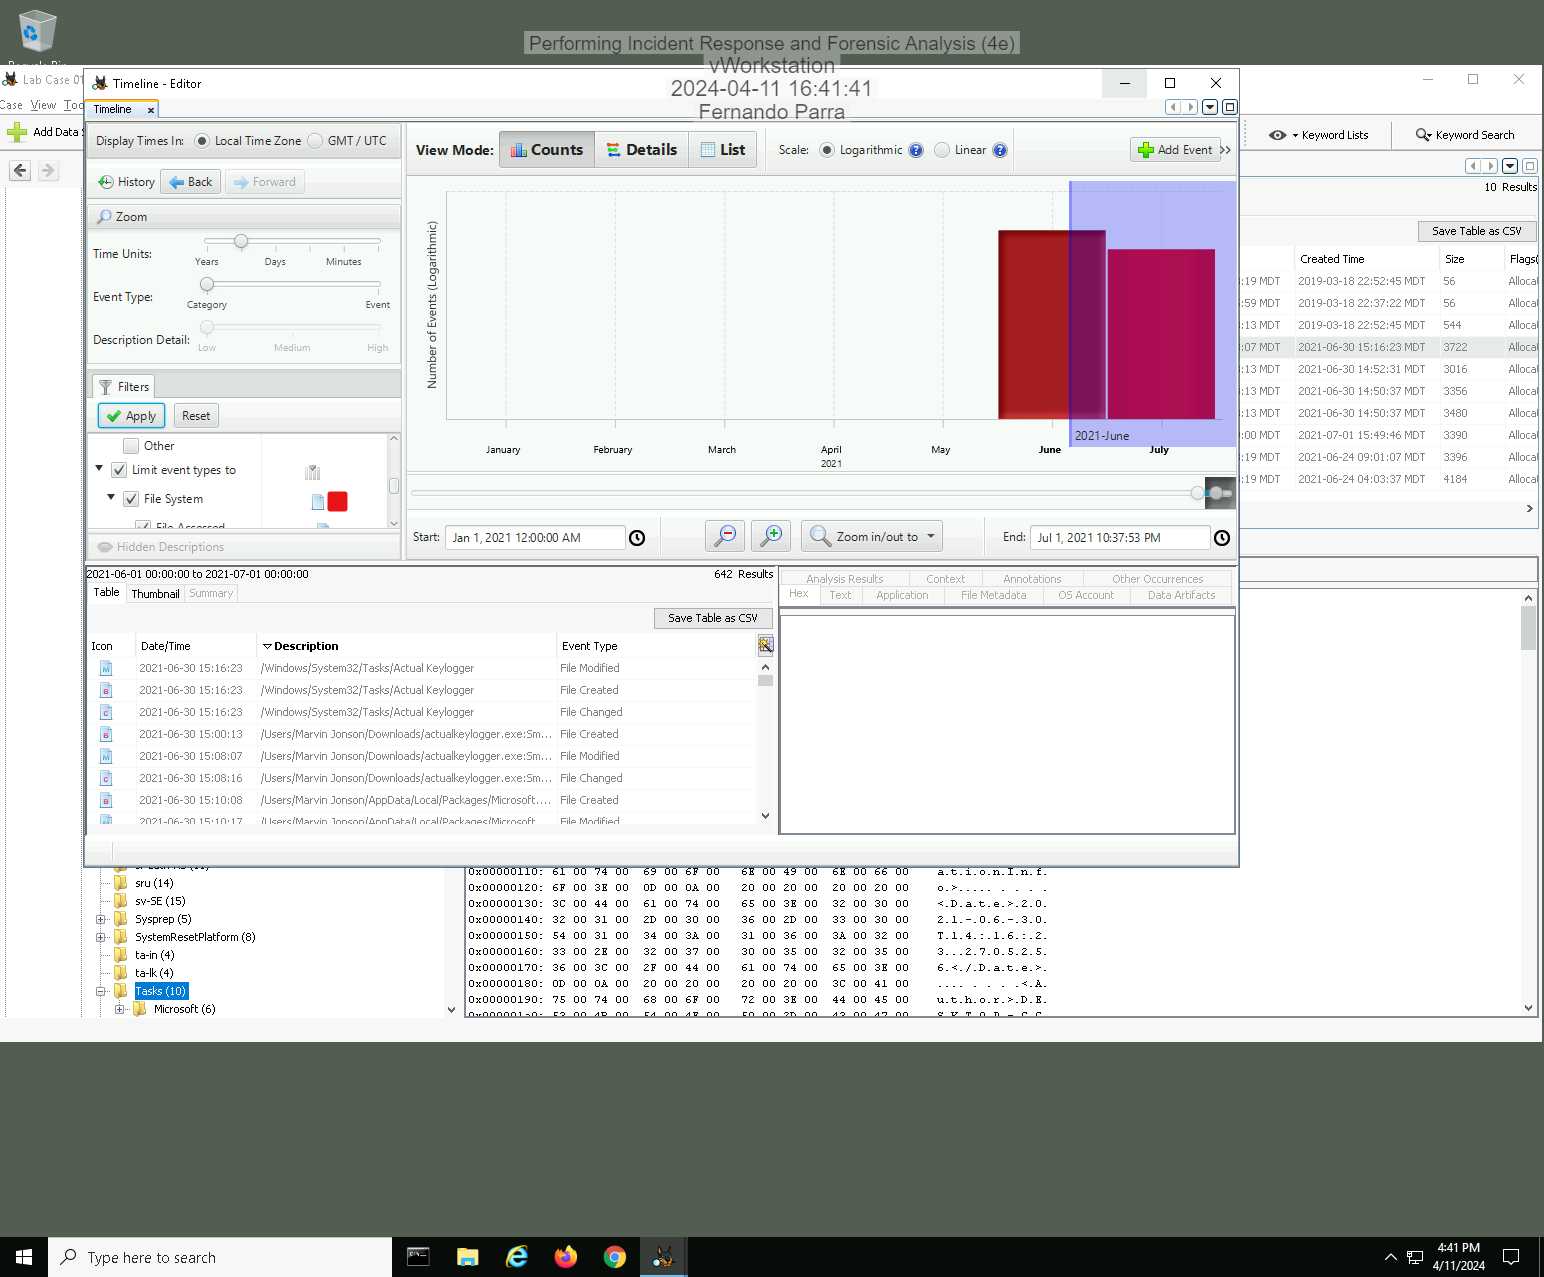 Performing Incident Response and Forensic Analysis (4e)
vWorkstation
2024-04-11 16:41:41
Fernando Parra
Lab Case 01
Case View Too
Add Data S
Timeline - Editor
Timeline x
Display Times In: Local Time Zone GMT / UTC
History Back Forward
Zoom
Time Units:
Years Days Minutes
Event Type:
Category Event
Description Detail:
Low Medium High
Filters
Apply Reset
Other
Limit event types to
File System
File Accessed
Hidden Descriptions
View Mode: Counts Details List Scale: Logarithmic Linear Add Event >>
Number of Events (Logarithmic)
2021-June
January February March April May June July
2021
Start: Jan 1, 2021 12:00:00 AM Zoom in/out to End: Jul 1, 2021 10:37:53 PM
2021-06-01 00:00:00 to 2021-07-01 00:00:00 642 Results
Table Thumbnail Summary
Save Table as CSV
Icon Date/Time Description Event Type
2021-06-30 15:16:23 /Windows/System32/Tasks/Actual Keylogger File Modified
2021-06-30 15:16:23 /Windows/System32/Tasks/Actual Keylogger File Created
2021-06-30 15:16:23 /Windows/System32/Tasks/Actual Keylogger File Changed
2021-06-30 15:00:13 /Users/Marvin Jonson/Downloads/actualkeylogger.exe:Sm... File Created
2021-06-30 15:08:07 /Users/Marvin Jonson/Downloads/actualkeylogger.exe:Sm... File Modified
2021-06-30 15:08:16 /Users/Marvin Jonson/Downloads/actualkeylogger.exe:Sm... File Changed
2021-06-30 15:10:08 /Users/Marvin Jonson/AppData/Local/Packages/Microsoft.... File Created
2021-06-30 15:10:17 /Users/Marvin Jonson/AppData/Local/Packages/Microsoft File Modified
Analysis Results Context Annotations Other Occurrences
Hex Text Application File Metadata OS Account Data Artifacts
Keyword Lists Keyword Search
10 Results
Save Table as CSV
Created Time Size Flags(
:19 MDT 2019-03-18 22:52:45 MDT 56 Alloca
:59 MDT 2019-03-18 22:37:22 MDT 56 Alloca
:13 MDT 2019-03-18 22:52:45 MDT 544 Alloca
:07 MDT 2021-06-30 15:16:23 MDT 3722 Alloca
:13 MDT 2021-06-30 14:52:31 MDT 3016 Alloca
:13 MDT 2021-06-30 14:50:37 MDT 3356 Alloca
:13 MDT 2021-06-30 14:50:37 MDT 3480 Alloca
:00 MDT 2021-07-01 15:49:46 MDT 3390 Alloca
:19 MDT 2021-06-24 09:01:07 MDT 3396 Alloca
:19 MDT 2021-06-24 04:03:37 MDT 4184 Alloca
sru (14)
sv-SE (15)
Sysprep (5)
SystemResetPlatform (8)
ta-in (4)
ta-lk (4)
Tasks (10)
Microsoft (6)
0x00000110: 61 00 74 00 69 00 6F 00 6E 00 49 00 6E 00 66 00 a.t.i.o.n.I.n.f.
0x00000120: 6F 00 3E 00 0D 00 0A 00 20 00 20 00 20 00 20 00 o.>..... . . . .
0x00000130: 3C 00 44 00 61 00 74 00 65 00 3E 00 32 00 30 00 <.D.a.t.e.>.2.0.
0x00000140: 32 00 31 00 2D 00 30 00 36 00 2D 00 33 00 30 00 2.1.-.0.6.-.3.0.
0x00000150: 54 00 31 00 34 00 3A 00 31 00 36 00 3A 00 32 00 T.1.4.:.1.6.:.2.
0x00000160: 33 00 2E 00 32 00 37 00 30 00 35 00 32 00 35 00 3...2.7.0.5.2.5.
0x00000170: 36 00 3C 00 2F 00 44 00 61 00 74 00 65 00 3E 00 6.<./.D.a.t.e.>.
0x00000180: 0D 00 0A 00 20 00 20 00 20 00 20 00 3C 00 41 00 .... . . . .<.A.
0x00000190: 75 00 74 00 68 00 6F 00 72 00 3E 00 44 00 45 00 u.t.h.o.r.>.D.E.
0x000001a0: 53 00 4B 00 54 00 4F 00 50 00 2D 00 43 00 47 00
Type here to search
4:41 PM
4/11/2024